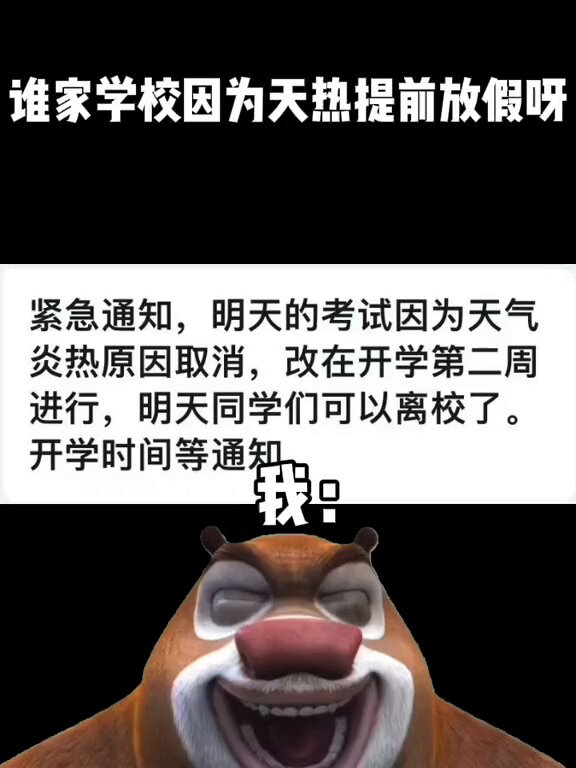 谁家学校因为天热提前放假呀
紧急通知，明天的考试因为天气
炎热原因取消，改在开学第二周
进行，明天同学们可以离校了。
开学时间等通知
我：